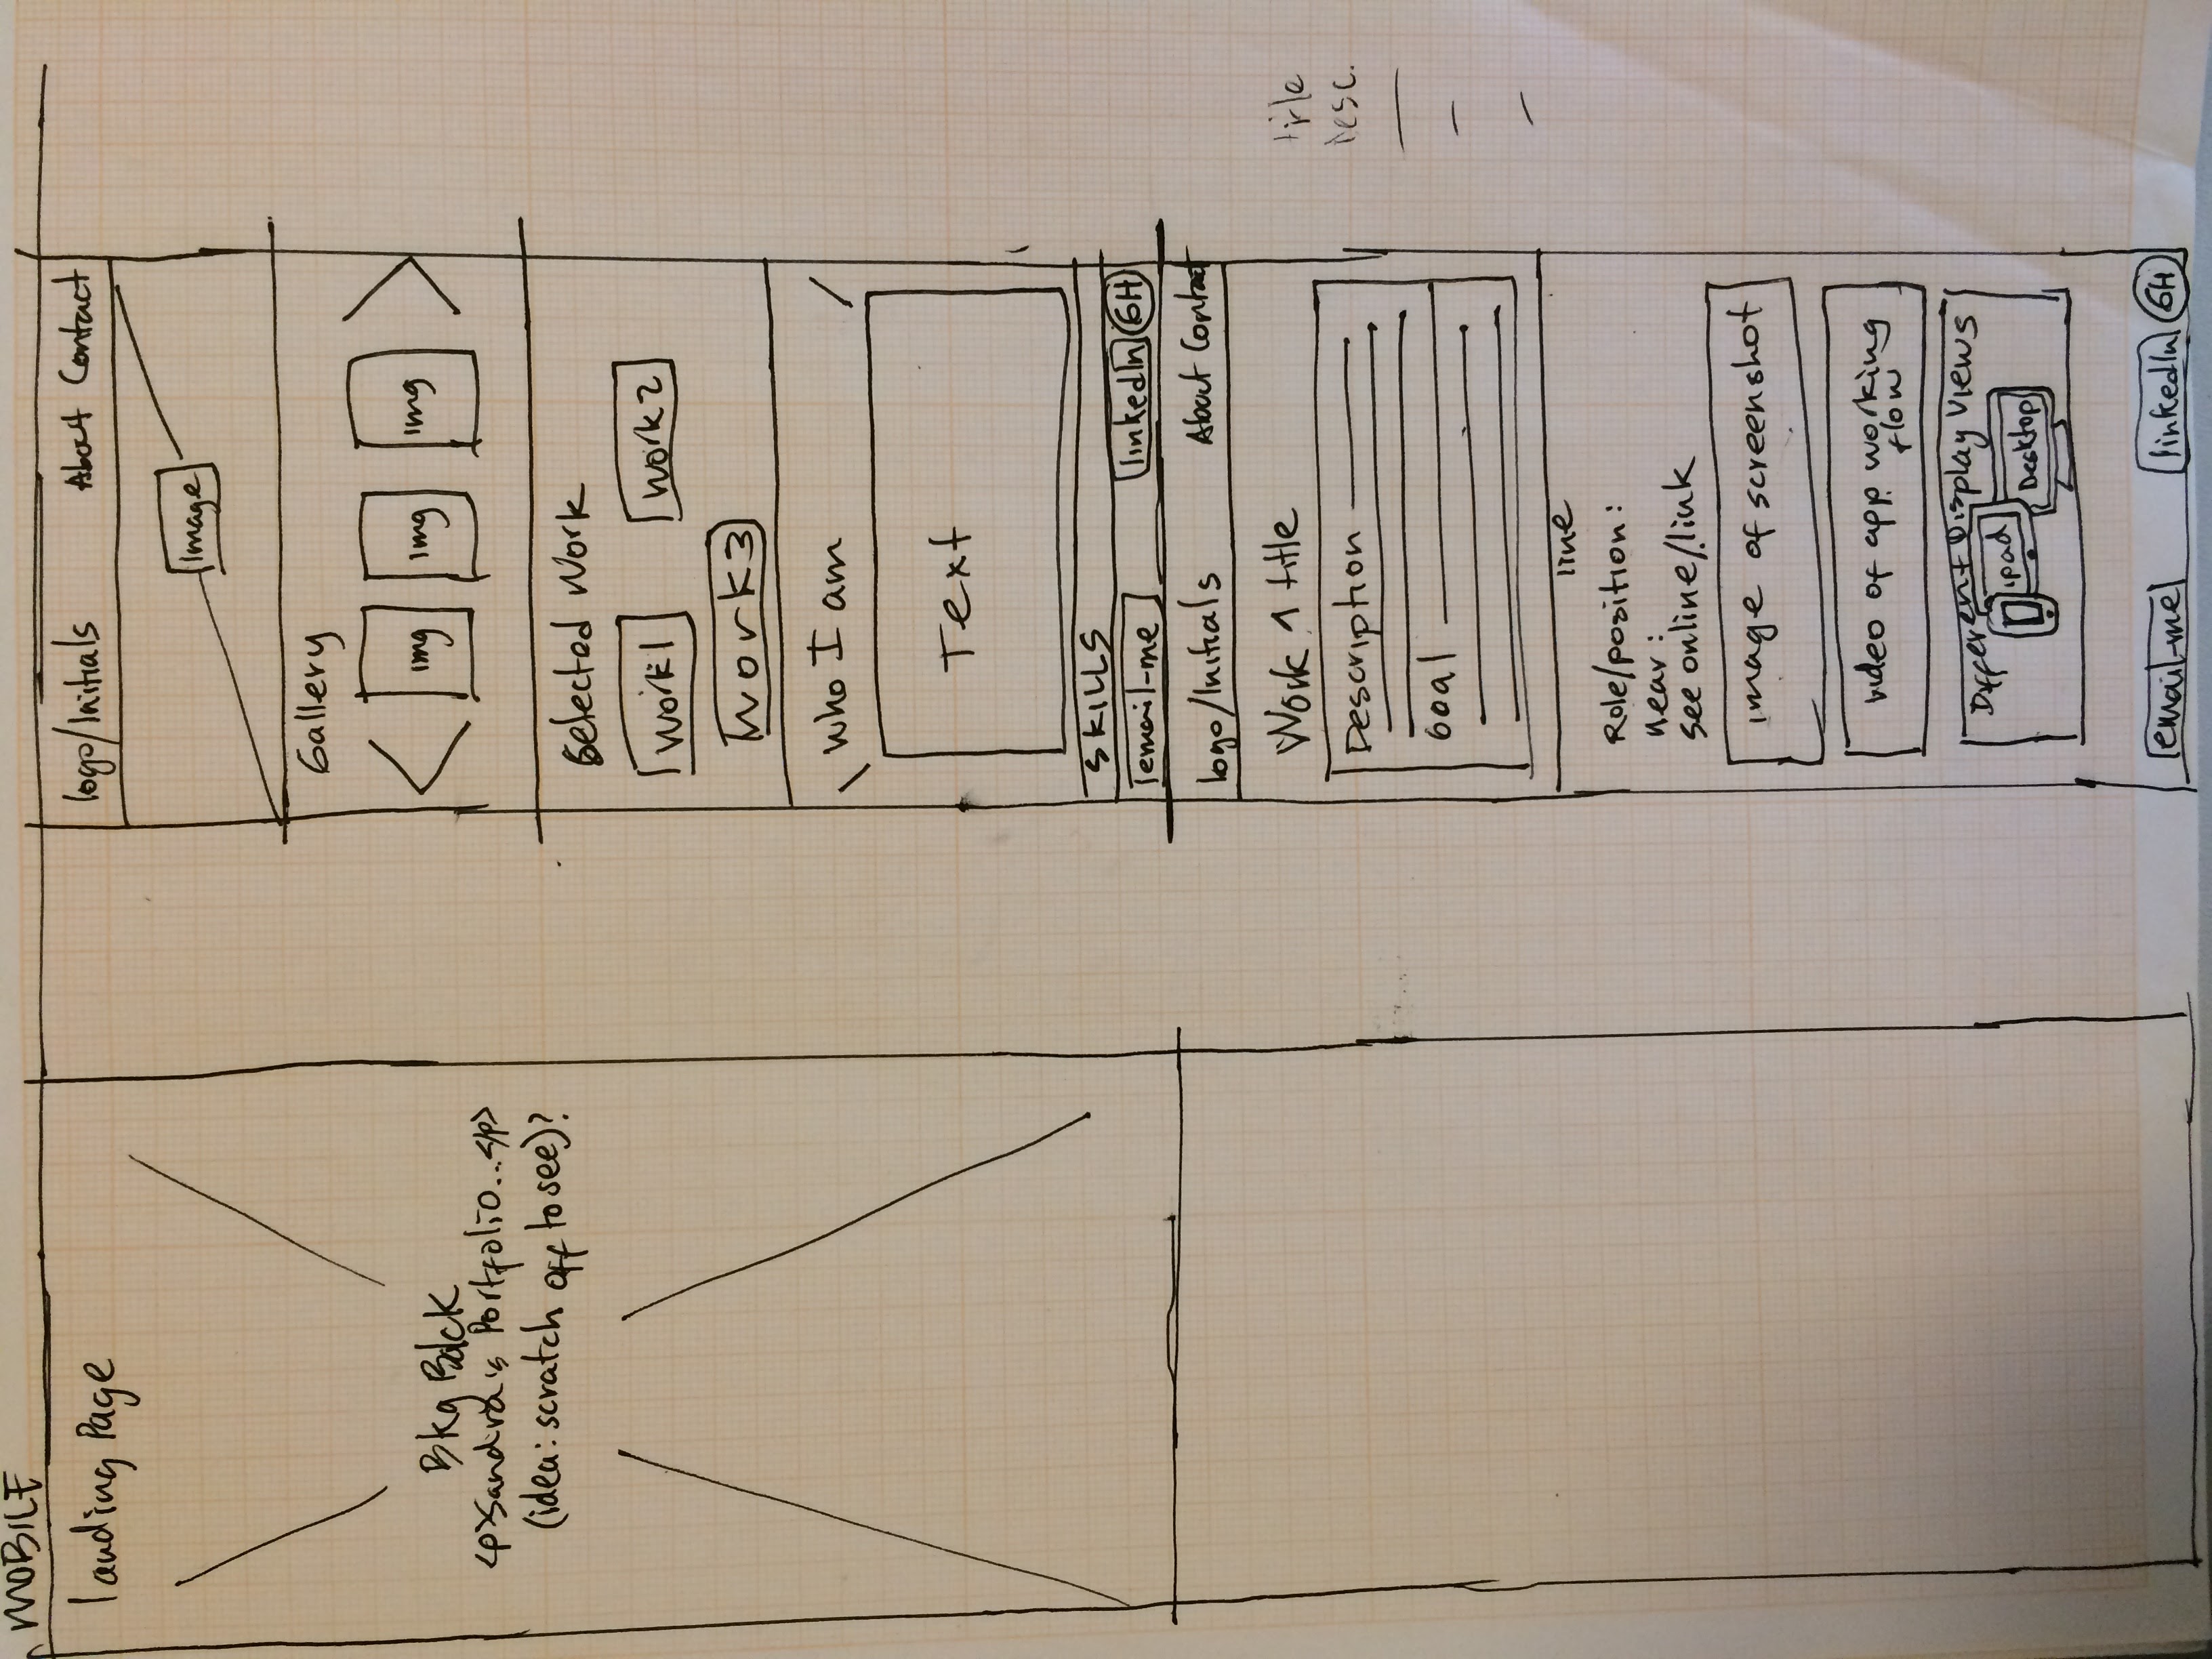 MOBILE
landing Page
Bkg Back
<p>Sandra's Portfolio...</p>
(idea: scratch off to see)?
logo/Initials About Contact
Image
Gallery
img img img
Selected Work
Work1 Work2
Work3
Who I am
Text
SKILLS
email-me linkedIn GH
logo/Initials About Contact
Work 1 title
Description
Goal
line
Role/position:
near:
see online/link
image of screenshot
video of app working
flow
Different Display Views
ipad
Desktop
email-me linkedIn GH
title
Desc.